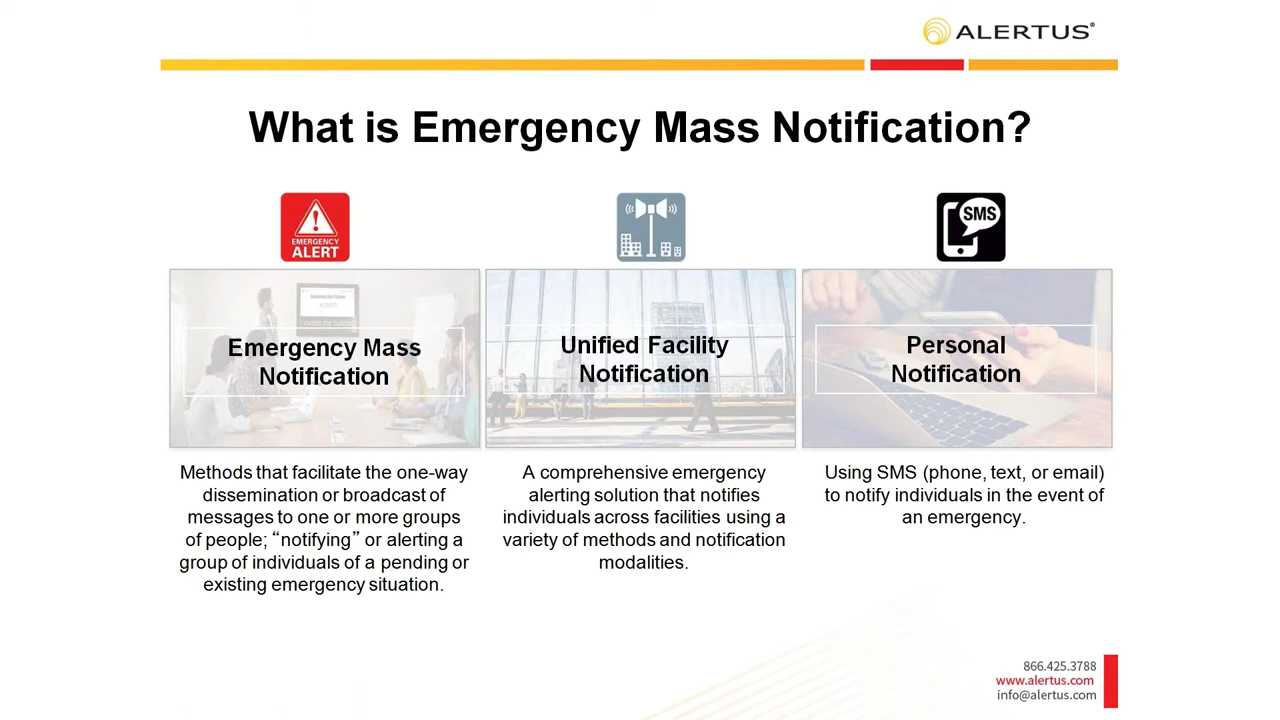 ALERTUS®
What is Emergency Mass Notification?
EMERGENCY
ALERT
SMS
Emergency Mass
Notification
Unified Facility
Notification
Personal
Notification
Methods that facilitate the one-way
dissemination or broadcast of
messages to one or more groups
of people; “notifying” or alerting a
group of individuals of a pending or
existing emergency situation.
A comprehensive emergency
alerting solution that notifies
individuals across facilities using a
variety of methods and notification
modalities.
Using SMS (phone, text, or email)
to notify individuals in the event of
an emergency.
866.425.3788
www.alertus.com
info@alertus.com